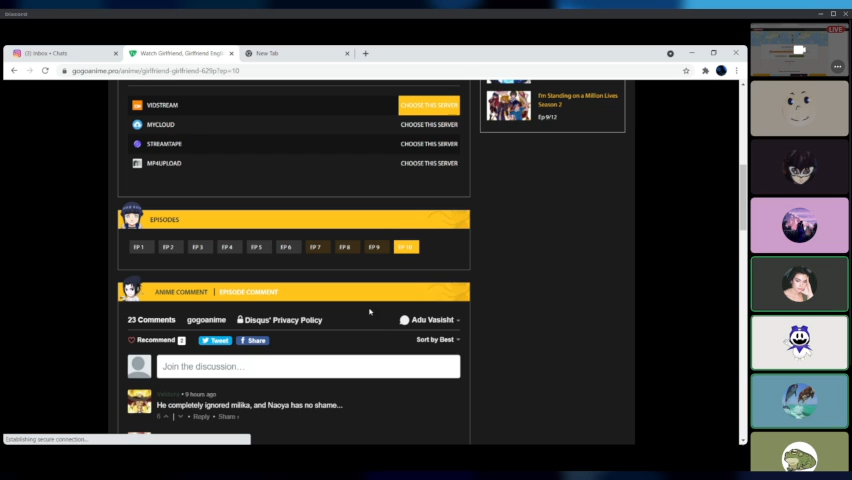 Discord
(3) Inbox • Chats
Watch Girlfriend, Girlfriend Engli
New Tab
LIVE
gogoanime.pro/anime/girlfriend-girlfriend-629p?ep=10
VIDSTREAM
CHOOSE THIS SERVER
MYCLOUD
CHOOSE THIS SERVER
STREAMTAPE
CHOOSE THIS SERVER
MP4UPLOAD
CHOOSE THIS SERVER
I'm Standing on a Million Lives
Season 2
Ep 9/12
EPISODES
EP 1
EP 2
EP 3
EP 4
EP 5
EP 6
EP 7
EP 8
EP 9
EP 10
ANIME COMMENT | EPISODE COMMENT
23 Comments
gogoanime
Disqus' Privacy Policy
Adu Vasisht
Recommend 2
Tweet
Share
Sort by Best
Join the discussion...
• 9 hours ago
He completely ignored milika, and Naoya has no shame...
6 | • Reply • Share ›
Establishing secure connection...